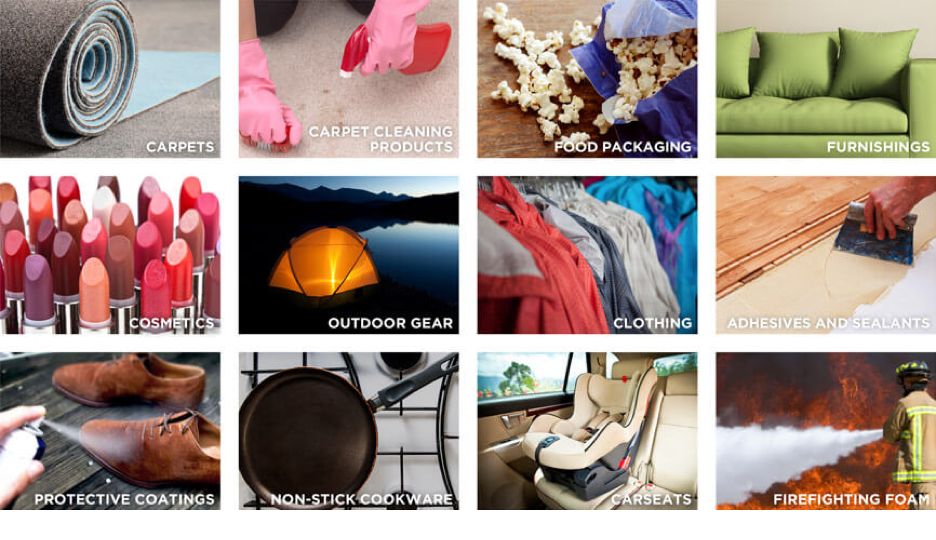 CARPETS
CARPET CLEANING
PRODUCTS
FOOD PACKAGING
FURNISHINGS
COSMETICS
OUTDOOR GEAR
CLOTHING
ADHESIVES AND SEALANTS
PROTECTIVE COATINGS
NON-STICK COOKWARE
CARSEATS
FIREFIGHTING FOAM